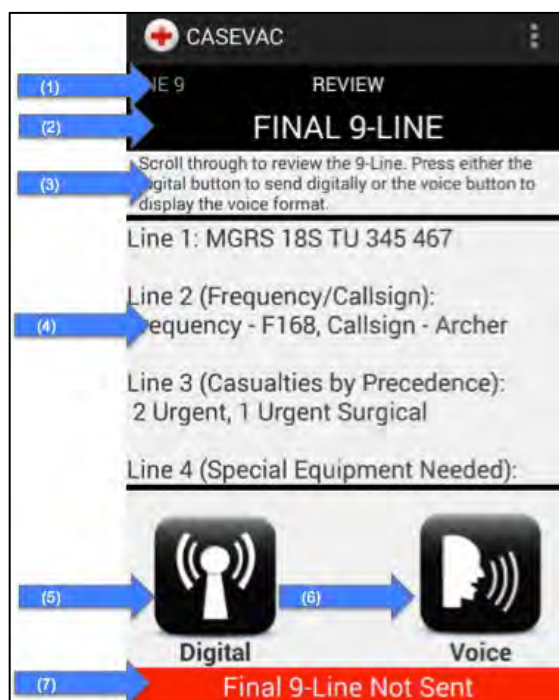 CASEVAC
(1)
NE 9 REVIEW
(2)
FINAL 9-LINE
(3)
Scroll through to review the 9-Line. Press either the
igital button to send digitally or the voice button to
display the voice format.
Line 1: MGRS 18S TU 345 467
Line 2 (Frequency/Callsign):
(4)
equency - F168, Callsign - Archer
Line 3 (Casualties by Precedence):
2 Urgent, 1 Urgent Surgical
Line 4 (Special Equipment Needed):
(5)
(6)
Digital Voice
(7)
Final 9-Line Not Sent